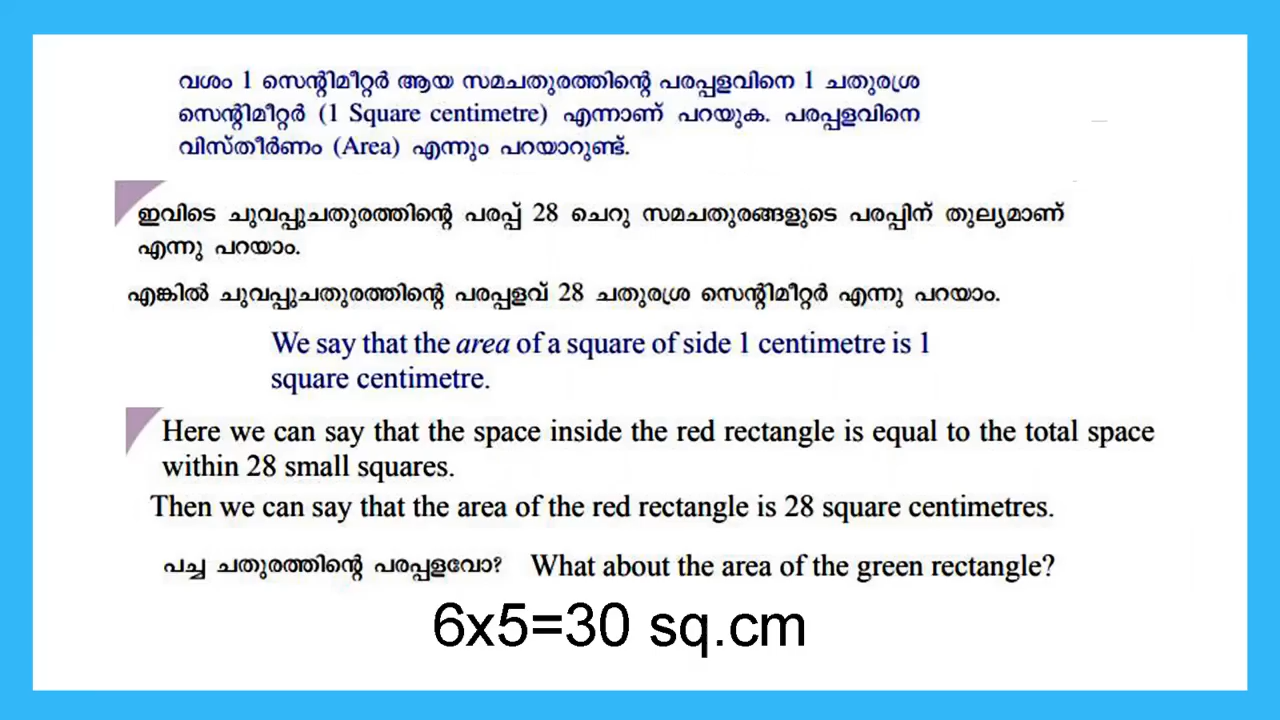 വശം 1 സെന്റിമീറ്റർ ആയ സമചതുരത്തിന്റെ പരപ്പളവിനെ 1 ചതുരശ്ര
സെന്റിമീറ്റർ (1 Square centimetre) എന്നാണ് പറയുക. പരപ്പളവിനെ
വിസ്തീർണം (Area) എന്നും പറയാറുണ്ട്.
ഇവിടെ ചുവപ്പുചതുരത്തിന്റെ പരപ്പ് 28 ചെറു സമചതുരങ്ങളുടെ പരപ്പിന് തുല്യമാണ്
എന്നു പറയാം.
എങ്കിൽ ചുവപ്പുചതുരത്തിന്റെ പരപ്പളവ് 28 ചതുരശ്ര സെന്റിമീറ്റർ എന്നു പറയാം.
We say that the area of a square of side 1 centimetre is 1
square centimetre.
Here we can say that the space inside the red rectangle is equal to the total space
within 28 small squares.
Then we can say that the area of the red rectangle is 28 square centimetres.
പച്ച ചതുരത്തിന്റെ പരപ്പളവോ? What about the area of the green rectangle?
6x5=30 sq.cm